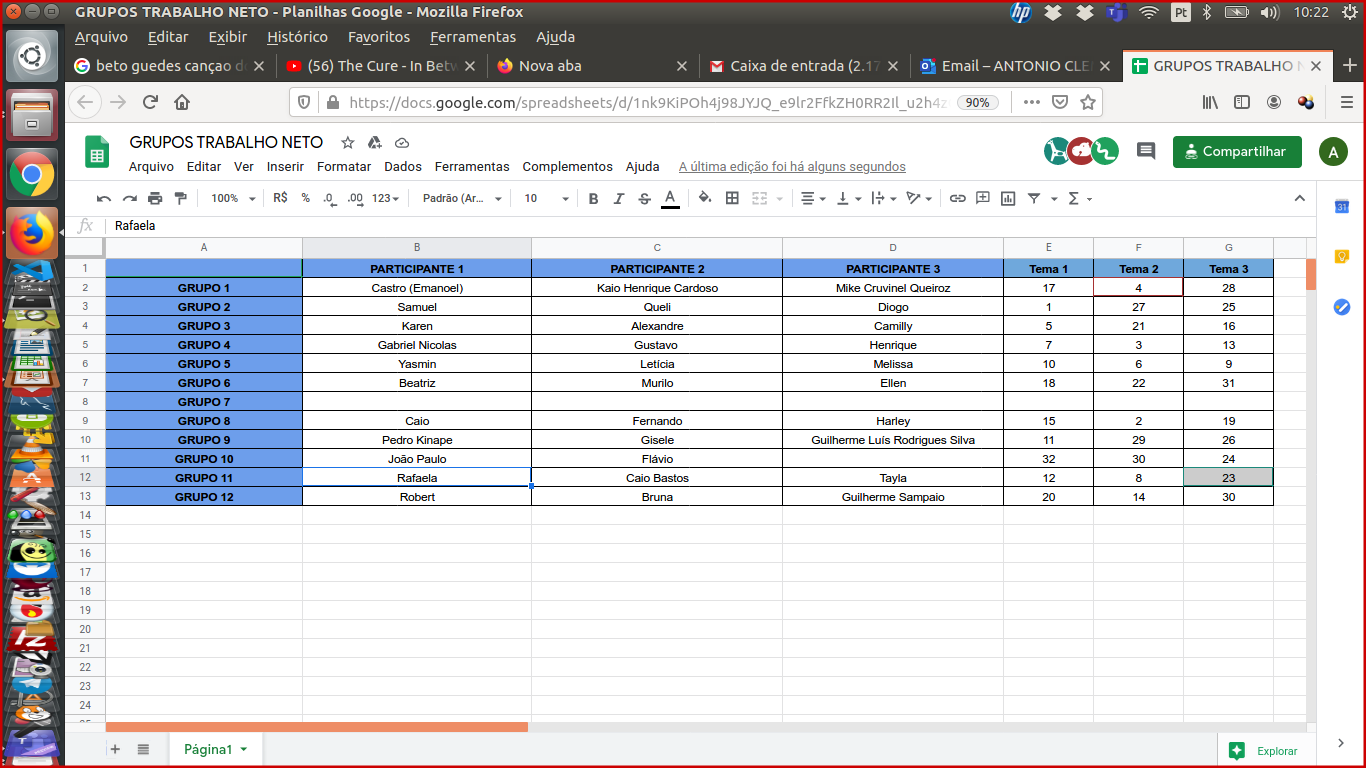 GRUPOS TRABALHO NETO - Planilhas Google - Mozilla Firefox
Pt
10:22
Arquivo Editar Exibir Histórico Favoritos Ferramentas Ajuda
beto guedes cançao d
(56) The Cure - In Betw
Nova aba
Caixa de entrada (2.17
Email – ANTONIO CLE
GRUPOS TRABALHO N
https://docs.google.com/spreadsheets/d/1nk9KiPOh4j98JYJQ_e9lr2FfkZH0RR2Il_u2h4z
90%
GRUPOS TRABALHO NETO
Arquivo Editar Ver Inserir Formatar Dados Ferramentas Complementos Ajuda A última edição foi há alguns segundos
Compartilhar
A
100% R$ % .0 .00 123 Padrão (Ar... 10 B I S A
fx Rafaela
A B C D E F G
1 PARTICIPANTE 1 PARTICIPANTE 2 PARTICIPANTE 3 Tema 1 Tema 2 Tema 3
2 GRUPO 1 Castro (Emanoel) Kaio Henrique Cardoso Mike Cruvinel Queiroz 17 4 28
3 GRUPO 2 Samuel Queli Diogo 1 27 25
4 GRUPO 3 Karen Alexandre Camilly 5 21 16
5 GRUPO 4 Gabriel Nicolas Gustavo Henrique 7 3 13
6 GRUPO 5 Yasmin Letícia Melissa 10 6 9
7 GRUPO 6 Beatriz Murilo Ellen 18 22 31
8 GRUPO 7
9 GRUPO 8 Caio Fernando Harley 15 2 19
10 GRUPO 9 Pedro Kinape Gisele Guilherme Luís Rodrigues Silva 11 29 26
11 GRUPO 10 João Paulo Flávio 32 30 24
12 GRUPO 11 Rafaela Caio Bastos Tayla 12 8 23
13 GRUPO 12 Robert Bruna Guilherme Sampaio 20 14 30
14
15
16
17
18
19
20
21
22
23
24
Página1
Explorar